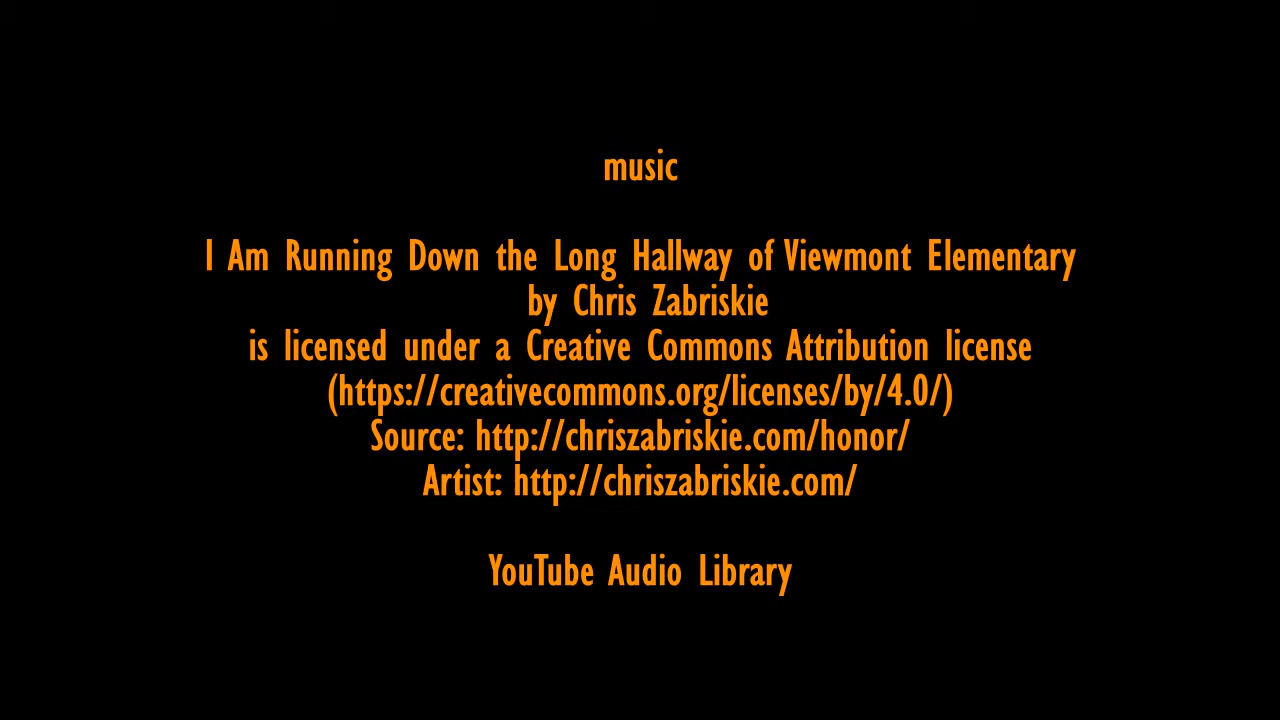 music
I Am Running Down the Long Hallway of Viewmont Elementary
by Chris Zabriskie
is licensed under a Creative Commons Attribution license
(https://creativecommons.org/licenses/by/4.0/)
Source: http://chriszabriskie.com/honor/
Artist: http://chriszabriskie.com/
YouTube Audio Library